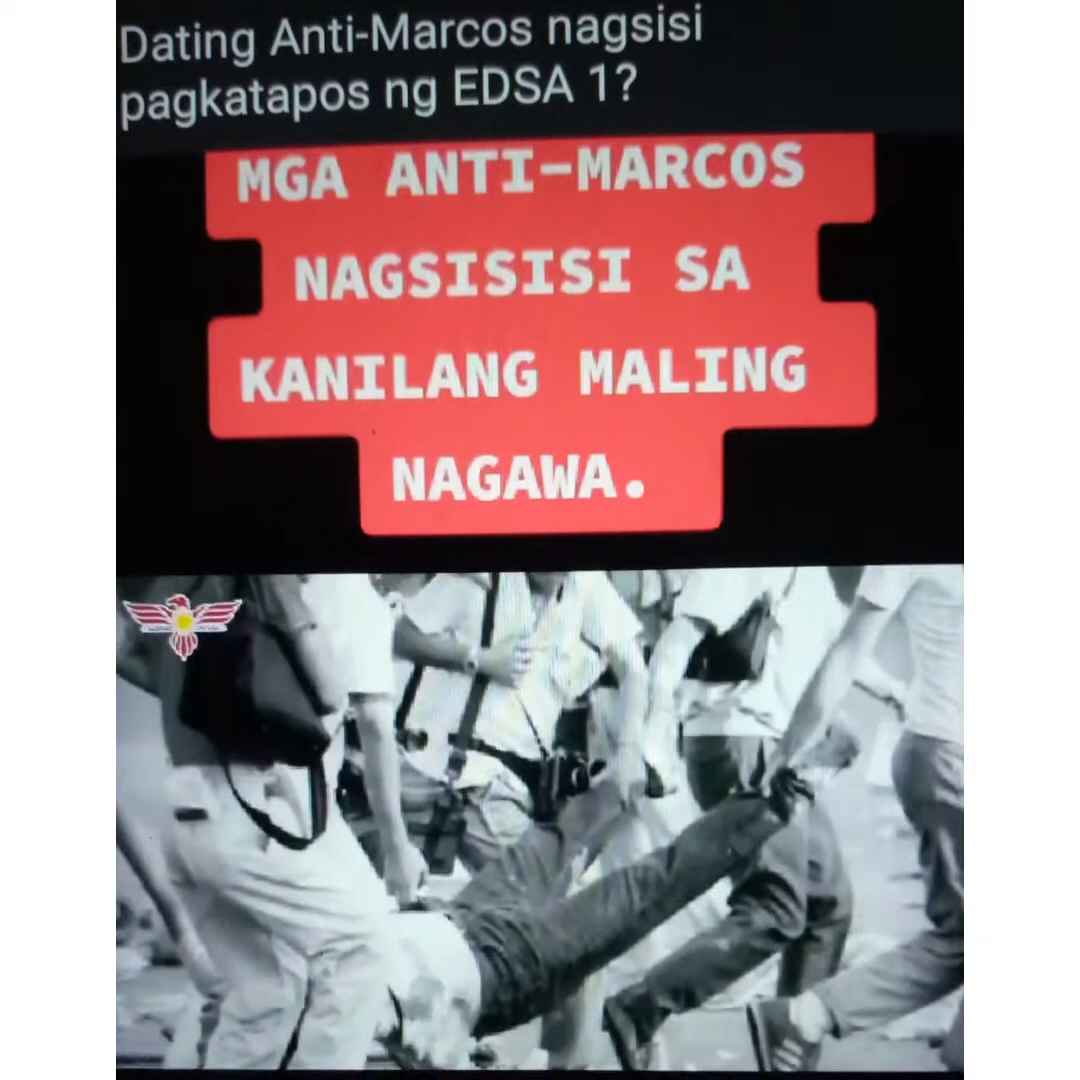 Dating Anti-Marcos nagsisi
pagkatapos ng EDSA 1?
MGA ANTI-MARCOS
NAGSISISI SA
KANILANG MALING
NAGAWA.